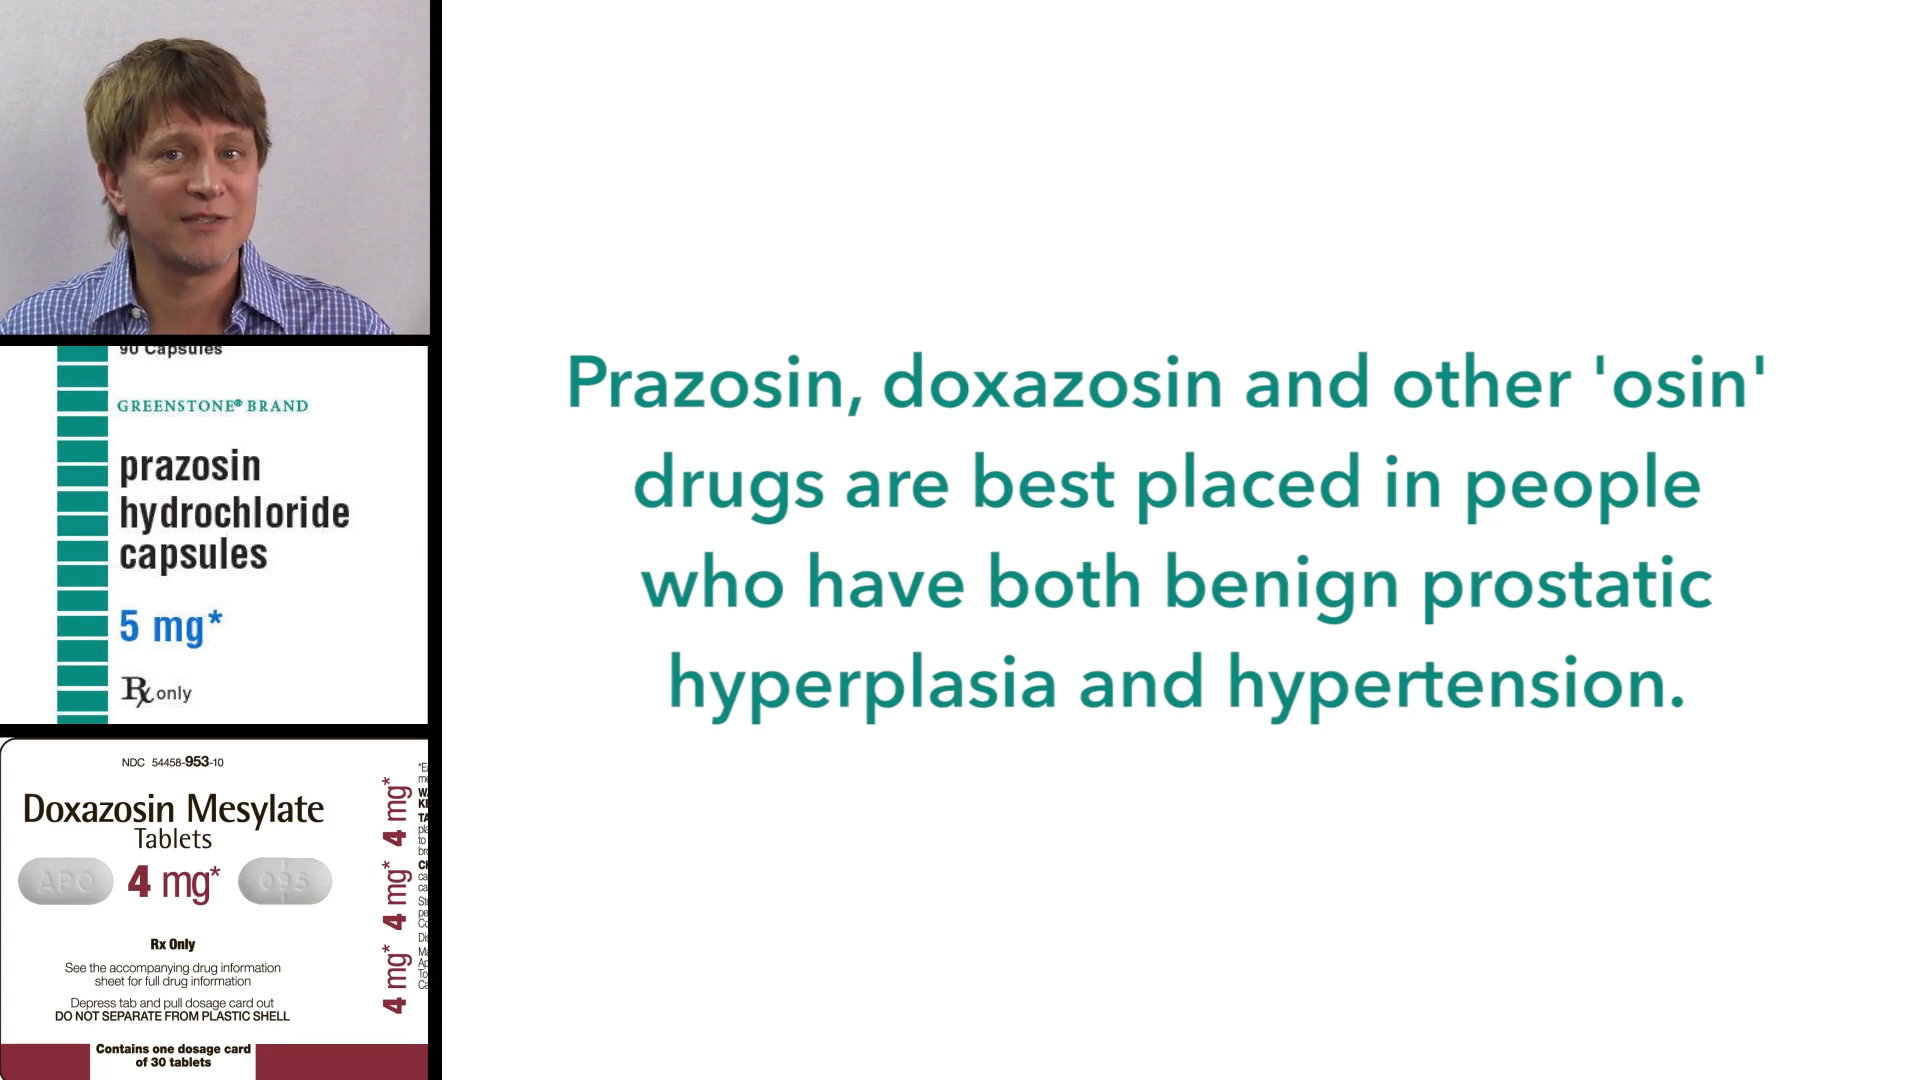 Prazosin, doxazosin and other 'osin'
drugs are best placed in people
who have both benign prostatic
hyperplasia and hypertension.
90 Capsules
GREENSTONE® BRAND
prazosin
hydrochloride
capsules
5 mg*
Rx only
NDC 54458-953-10
Doxazosin Mesylate
Tablets
APO 4 mg* 095
Rx Only
See the accompanying drug information
sheet for full drug information
Depress tab and pull dosage card out
DO NOT SEPARATE FROM PLASTIC SHELL
Contains one dosage card
of 30 tablets
4 mg* 4 mg* 4 mg*